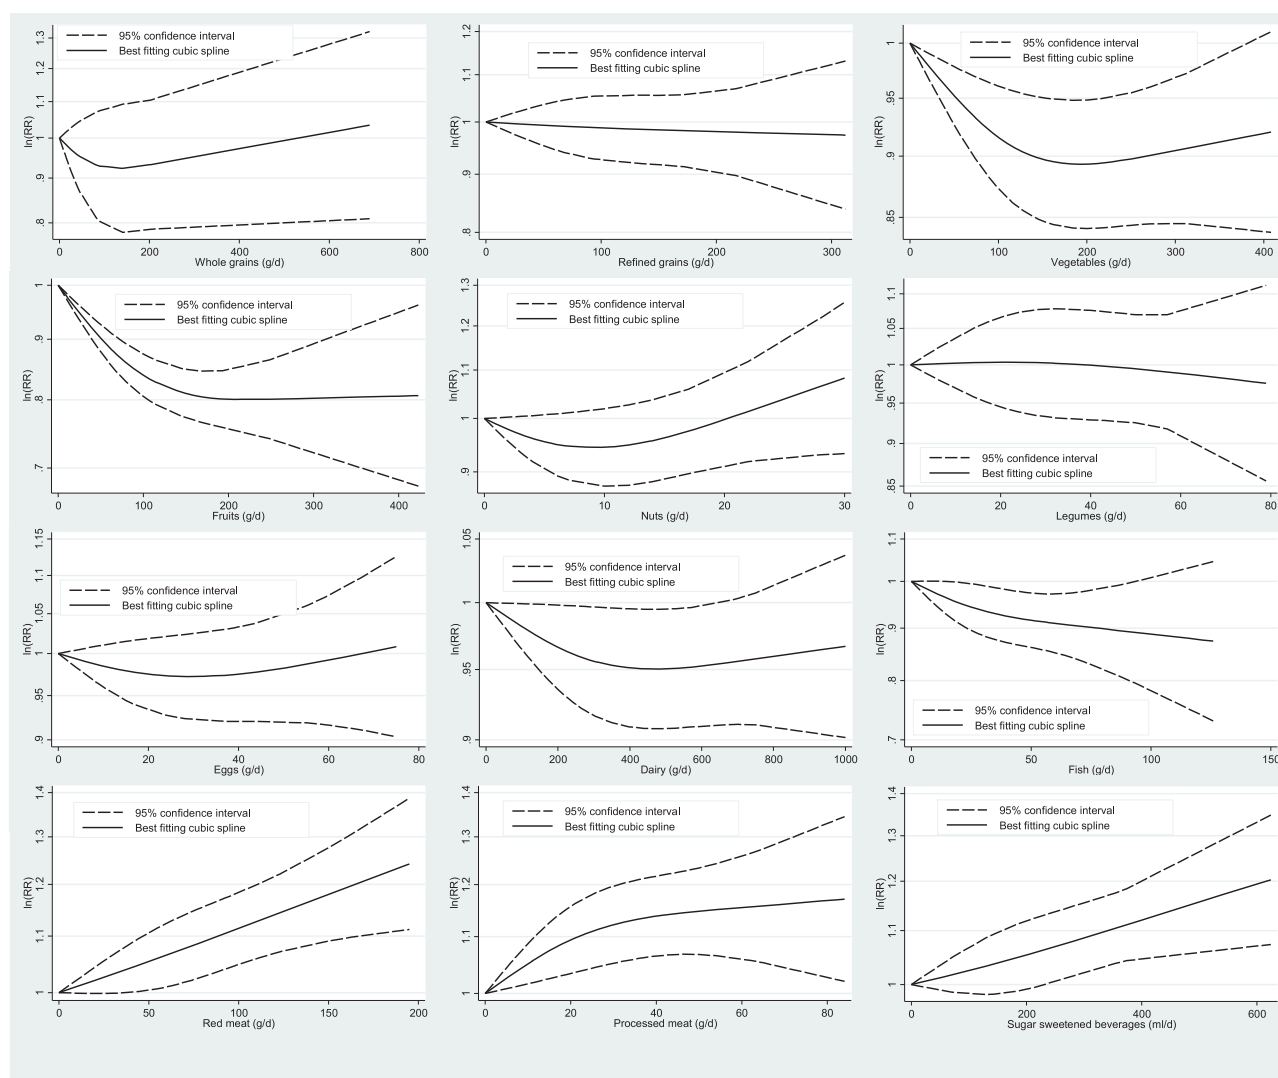 95% confidence interval
Best fitting cubic spline
ln(RR)
1.3
1.2
1.1
1
.9
.8
0 200 400 600 800
Whole grains (g/d)
95% confidence interval
Best fitting cubic spline
ln(RR)
1.2
1.1
1
.9
.8
0 100 200 300
Refined grains (g/d)
95% confidence interval
Best fitting cubic spline
ln(RR)
1
.95
.9
.85
0 100 200 300 400
Vegetables (g/d)
95% confidence interval
Best fitting cubic spline
ln(RR)
1
.9
.8
.7
0 100 200 300 400
Fruits (g/d)
95% confidence interval
Best fitting cubic spline
ln(RR)
1.3
1.2
1.1
1
.9
0 10 20 30
Nuts (g/d)
95% confidence interval
Best fitting cubic spline
ln(RR)
1.1
1.05
1
.95
.9
.85
0 20 40 60 80
Legumes (g/d)
95% confidence interval
Best fitting cubic spline
ln(RR)
1.15
1.1
1.05
1
.95
.9
0 20 40 60 80
Eggs (g/d)
95% confidence interval
Best fitting cubic spline
ln(RR)
1.05
1
.95
.9
0 200 400 600 800 1000
Dairy (g/d)
95% confidence interval
Best fitting cubic spline
ln(RR)
1.1
1
.9
.8
.7
0 50 100 150
Fish (g/d)
95% confidence interval
Best fitting cubic spline
ln(RR)
1.4
1.3
1.2
1.1
1
0 50 100 150 200
Red meat (g/d)
95% confidence interval
Best fitting cubic spline
ln(RR)
1.4
1.3
1.2
1.1
1
0 20 40 60 80
Processed meat (g/d)
95% confidence interval
Best fitting cubic spline
ln(RR)
1.4
1.3
1.2
1.1
1
0 200 400 600
Sugar sweetened beverages (ml/d)